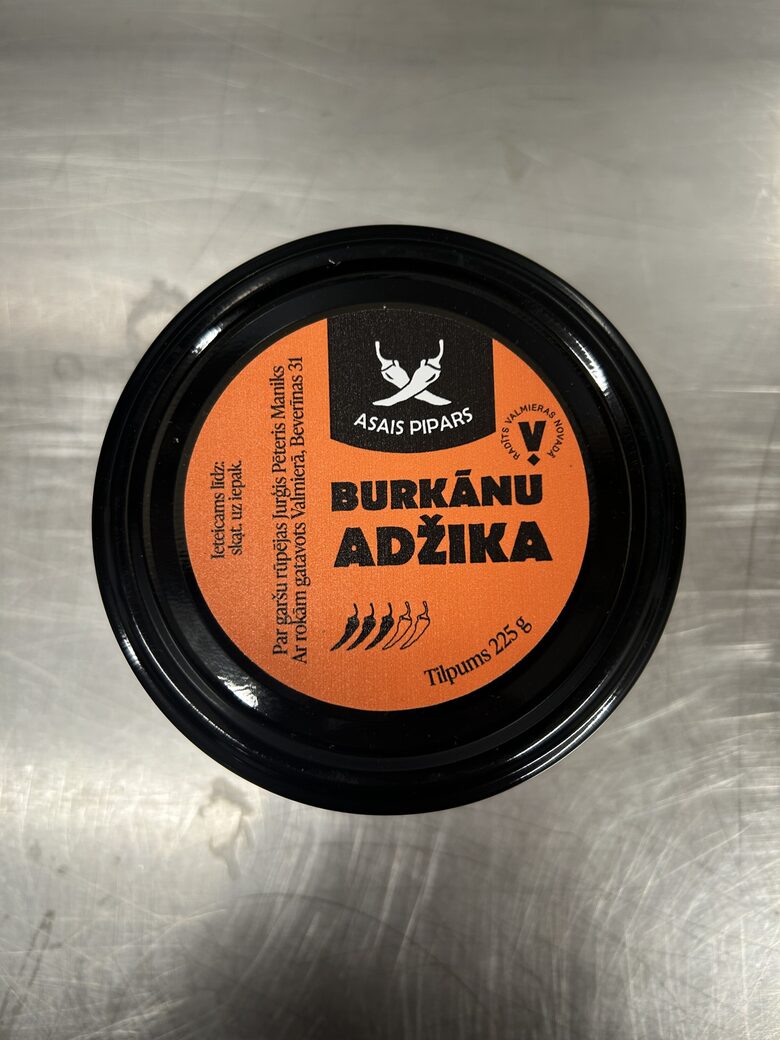 ASAIS PIPARS
RADĪTS VALMIERAS NOVADĀ
V
BURKĀNU
ADŽIKA
Tilpums 225 g
Ieteicams līdz:
skąt. uz iepak.
Par garšu rūpējas Jurģis Pēteris Maniks
Ar rokām gatavots Valmierā, Beverīnas 31